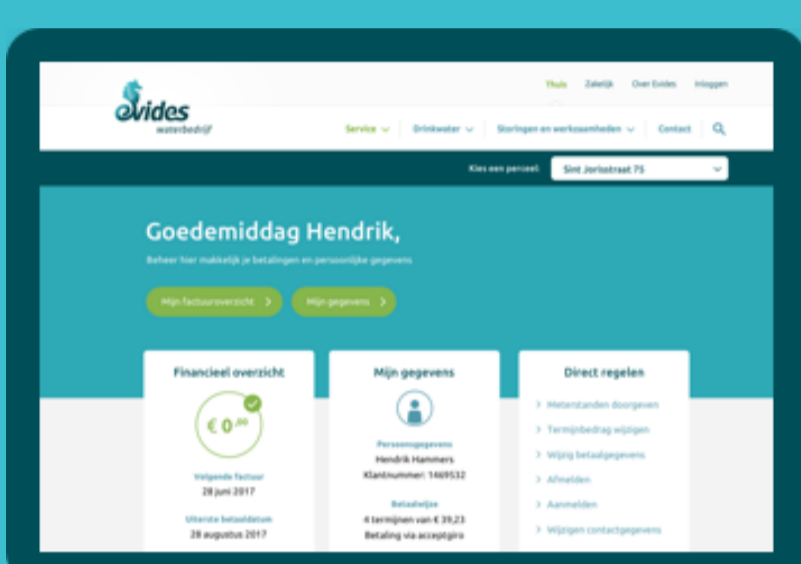 evides
waterbedrijf
Thuis Zakelijk Over Evides Inloggen
Service Drinkwater Storingen en werkzaamheden Contact
Kies een perceel: Sint Jorisstraat 75
Goedemiddag Hendrik,
Beheer hier makkelijk je betalingen en persoonlijke gegevens
Mijn factuuroverzicht Mijn gegevens
Financieel overzicht
€ 0,00
Volgende factuur
28 juni 2017
Uiterste betaaldatum
28 augustus 2017
Mijn gegevens
Persoonsgegevens
Hendrik Hammers
Klantnummer: 1469532
Betaalwijze
4 termijnen van € 39,23
Betaling via acceptgiro
Direct regelen
Meterstanden doorgeven
Termijnbedrag wijzigen
Wijzig betaalgegevens
Afmelden
Aanmelden
Wijzigen contactgegevens